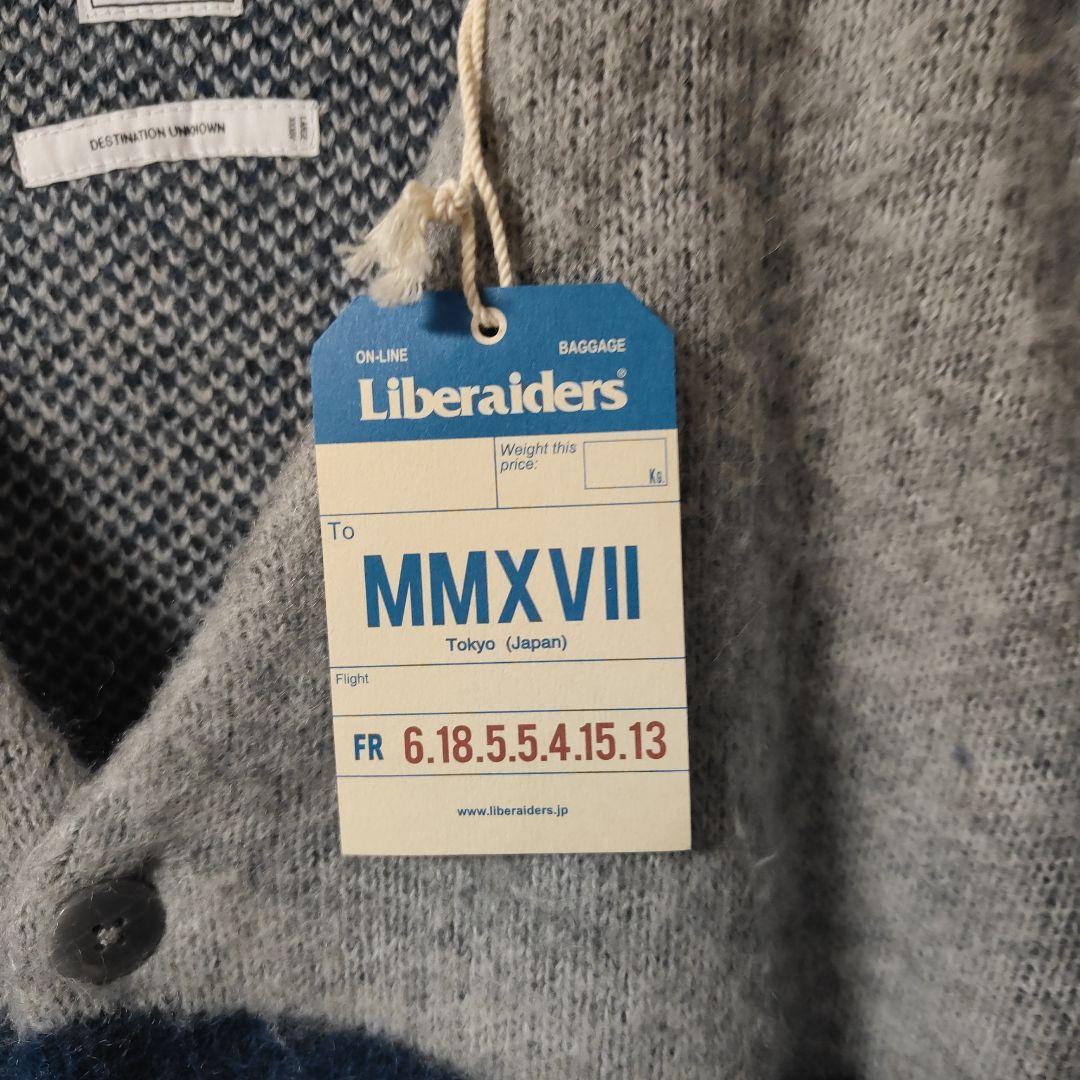 DESTINATION UNKNOWN
ON-LINE BAGGAGE
Liberaiders®
Weight this
price:
Kg.
To
MMXVII
Tokyo (Japan)
Flight
FR 6.18.5.5.4.15.13
www.liberaiders.jp